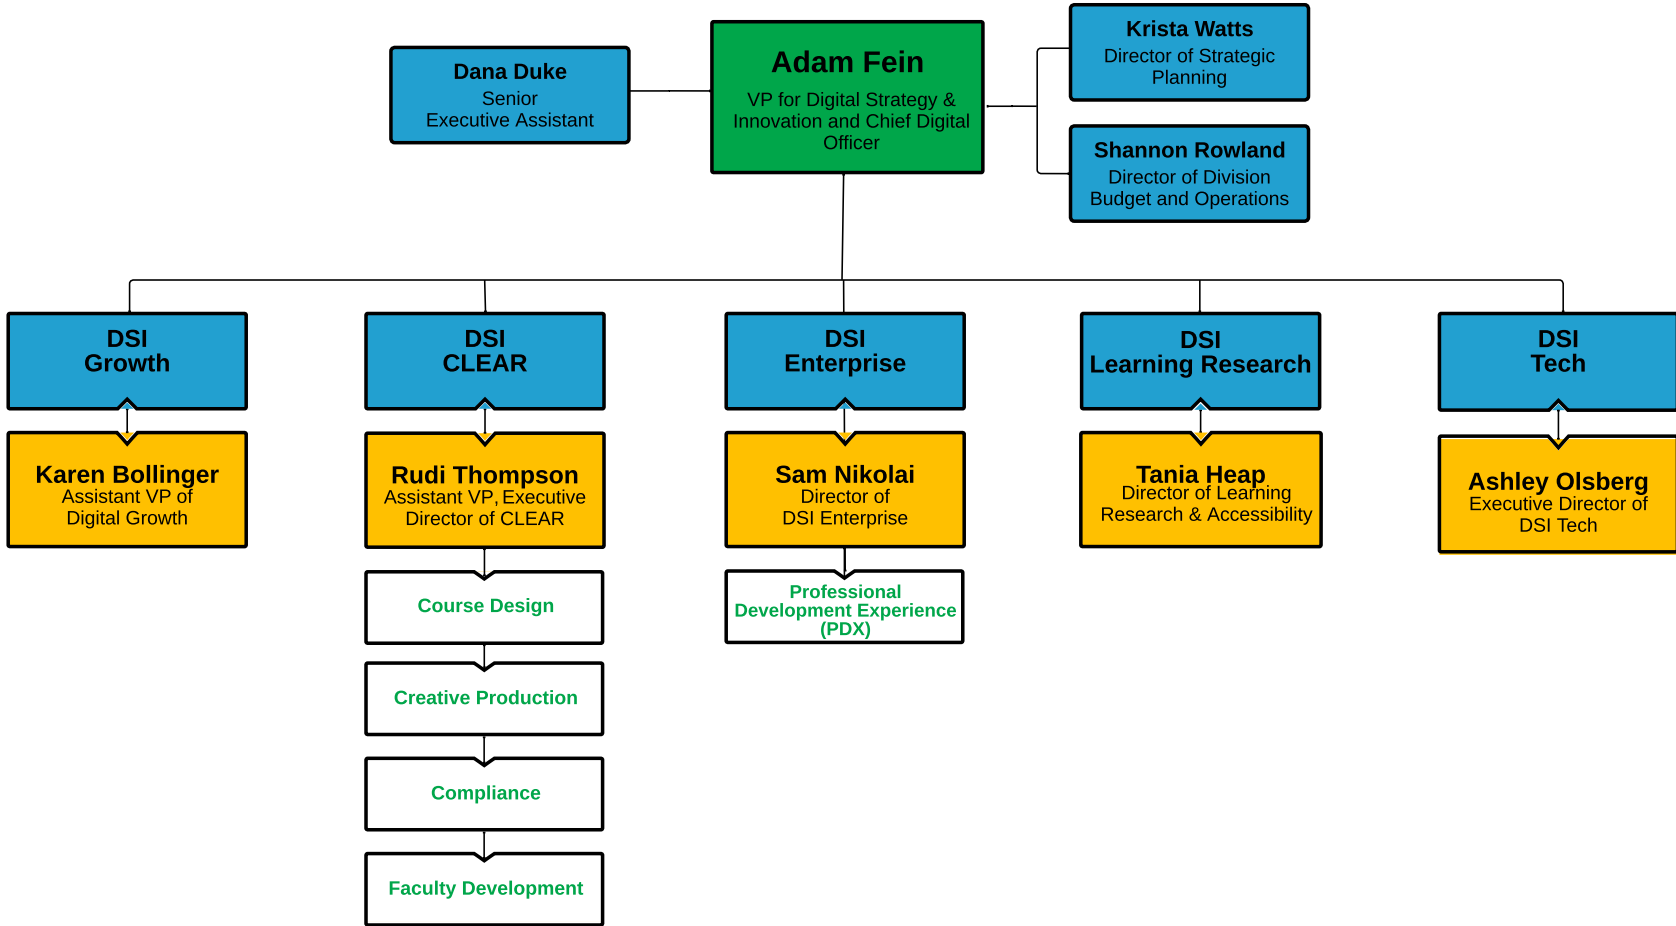 Dana Duke
Senior
Executive Assistant
Adam Fein
VP for Digital Strategy &
Innovation and Chief Digital
Officer
Krista Watts
Director of Strategic
Planning
Shannon Rowland
Director of Division
Budget and Operations
DSI
Growth
DSI
CLEAR
DSI
Enterprise
DSI
Learning Research
DSI
Tech
Karen Bollinger
Assistant VP of
Digital Growth
Rudi Thompson
Assistant VP, Executive
Director of CLEAR
Sam Nikolai
Director of
DSI Enterprise
Tania Heap
Director of Learning
Research & Accessibility
Ashley Olsberg
Executive Director of
DSI Tech
Course Design
Professional
Development Experience
(PDX)
Creative Production
Compliance
Faculty Development